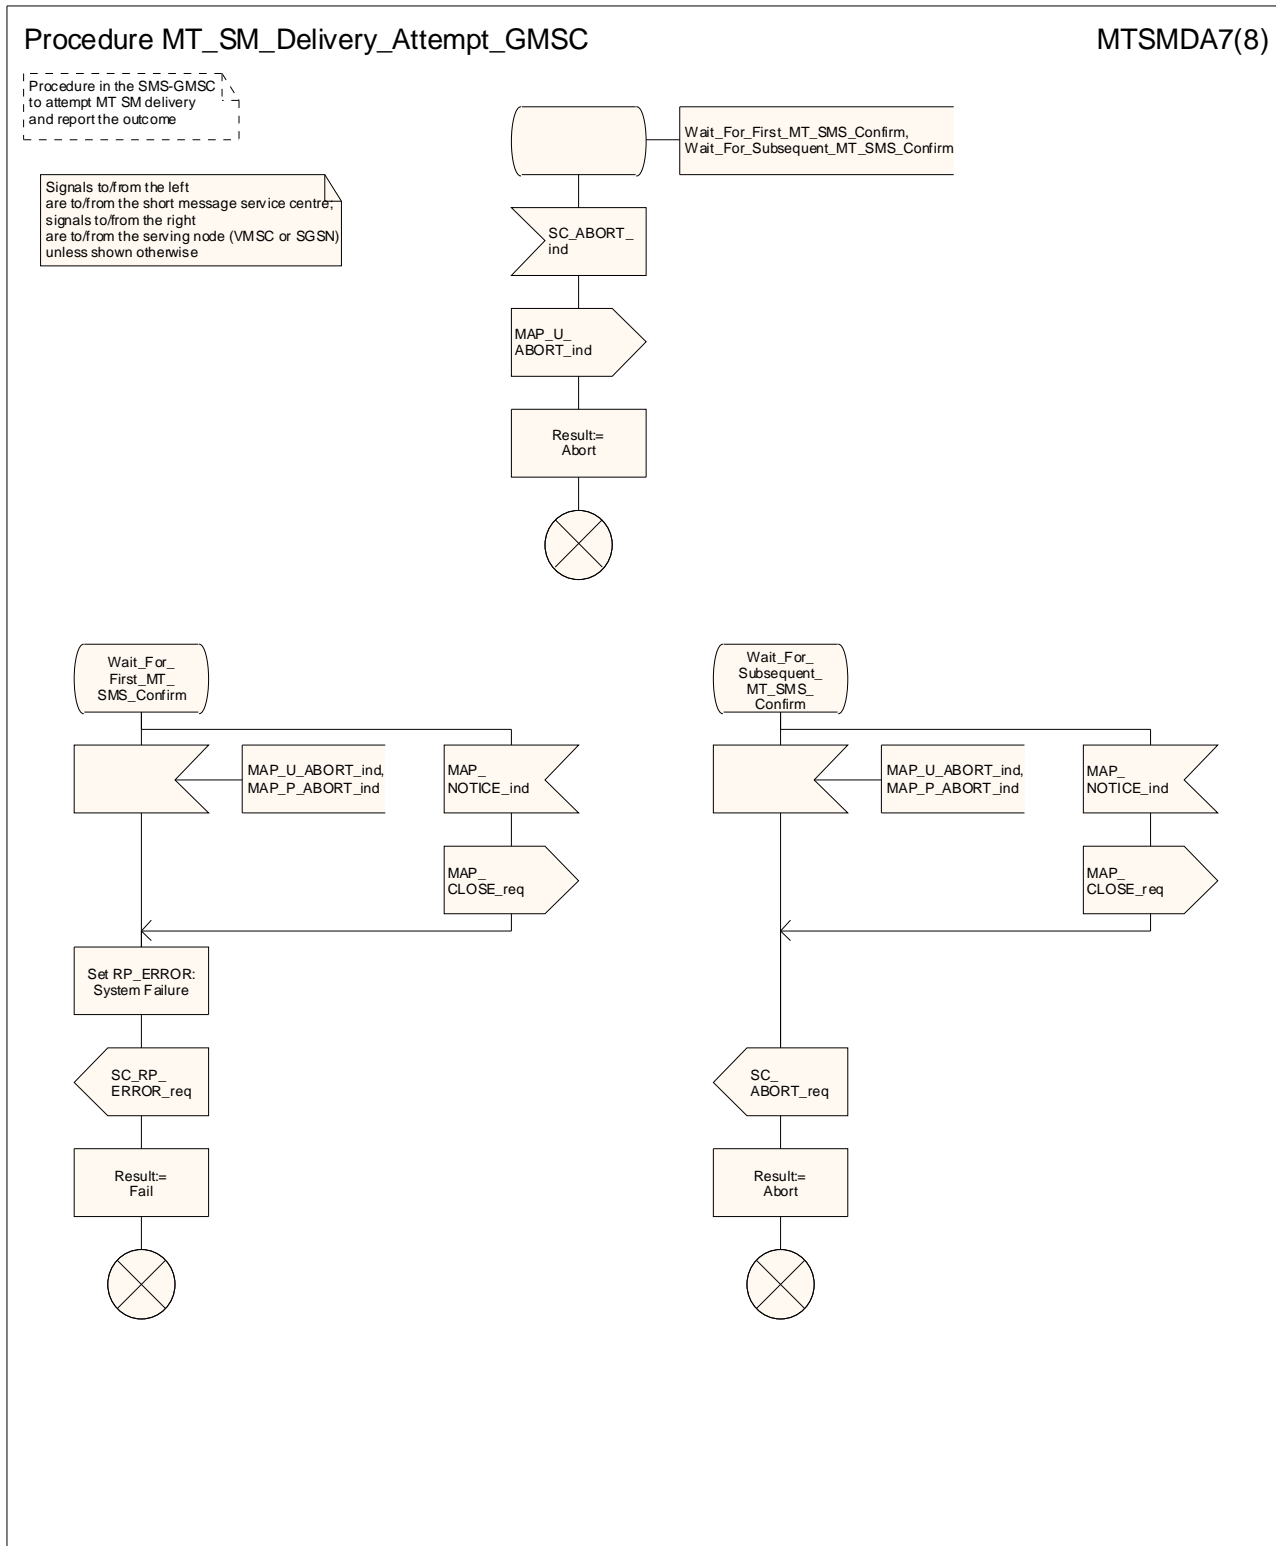 Procedure MT_SM_Delivery_Attempt_GMSC
MTSMDA7(8)
Procedure in the SMS-GMSC
to attempt MT SM delivery
and report the outcome
Signals to/from the left
are to/from the short message service centre;
signals to/from the right
are to/from the serving node (VMSC or SGSN)
unless shown otherwise
Wait_For_First_MT_SMS_Confirm,
Wait_For_Subsequent_MT_SMS_Confirm
SC_ABORT_
ind
MAP_U_
ABORT_ind
Result:=
Abort
Wait_For_
First_MT_
SMS_Confirm
MAP_U_ABORT_ind,
MAP_P_ABORT_ind
MAP_
NOTICE_ind
MAP_
CLOSE_req
Set RP_ERROR:
System Failure
SC_RP_
ERROR_req
Result:=
Fail
Wait_For_
Subsequent_
MT_SMS_
Confirm
MAP_U_ABORT_ind,
MAP_P_ABORT_ind
MAP_
NOTICE_ind
MAP_
CLOSE_req
SC_
ABORT_req
Result:=
Abort